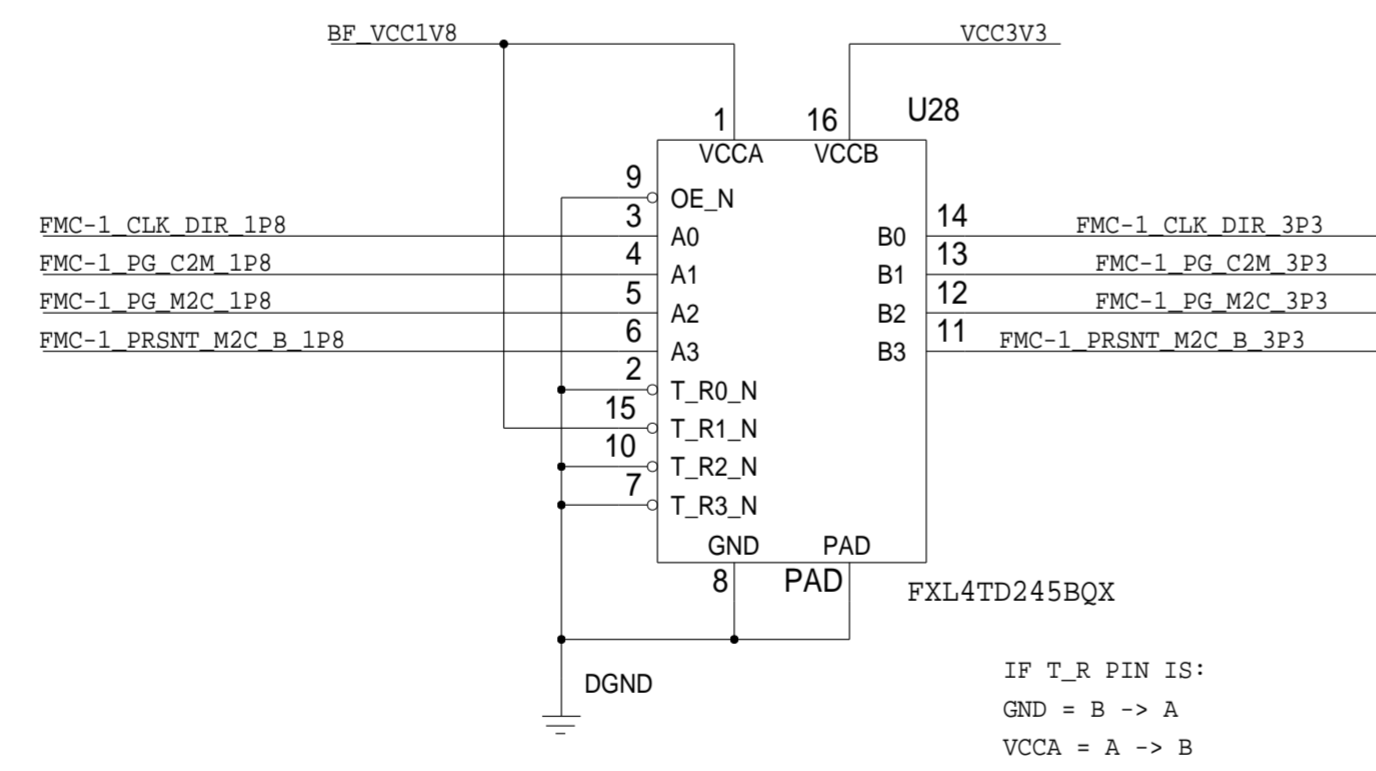 BF_VCC1V8
VCC3V3
U28
1
16
VCCA
VCCB
9
OE_N
FMC-1_CLK_DIR_1P8
3
A0
B0
14
FMC-1_CLK_DIR_3P3
FMC-1_PG_C2M_1P8
4
A1
B1
13
FMC-1_PG_C2M_3P3
FMC-1_PG_M2C_1P8
5
A2
B2
12
FMC-1_PG_M2C_3P3
FMC-1_PRSNT_M2C_B_1P8
6
A3
B3
11
FMC-1_PRSNT_M2C_B_3P3
2
T_R0_N
15
T_R1_N
10
T_R2_N
7
T_R3_N
GND
PAD
8
PAD
FXL4TD245BQX
DGND
IF T_R PIN IS:
GND = B -> A
VCCA = A -> B